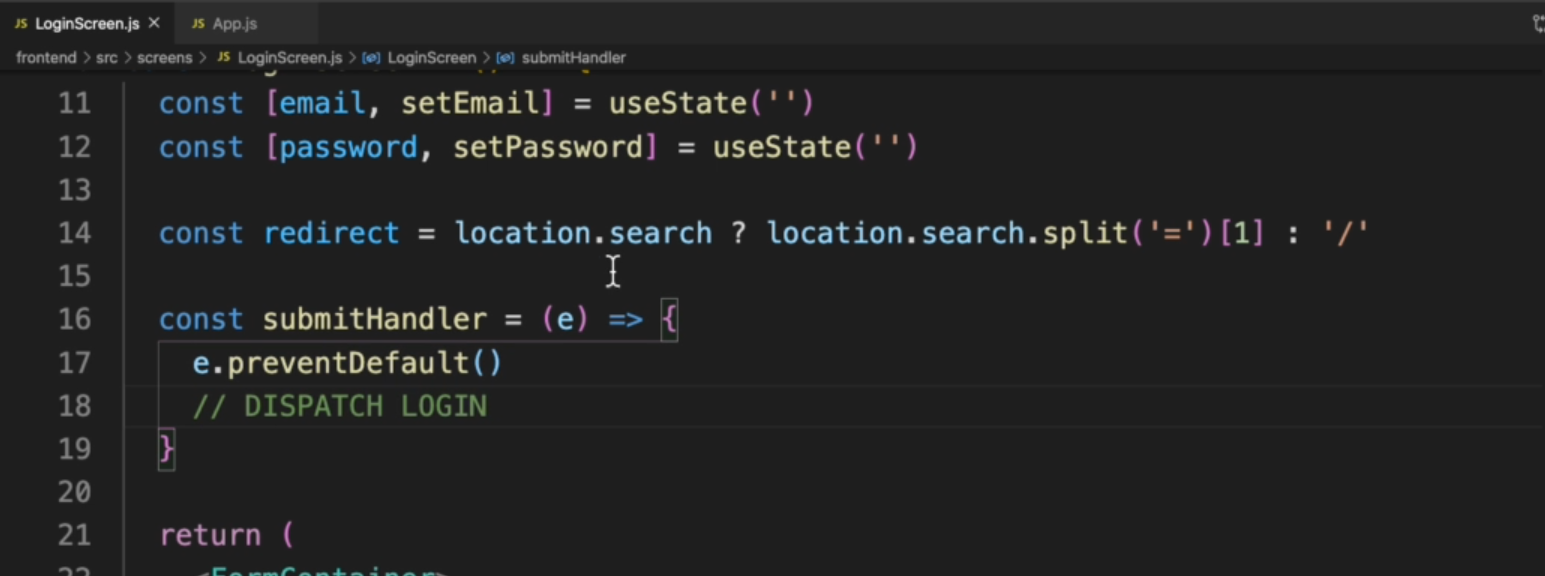 JS LoginScreen.js × JS App.js
frontend > src > screens > JS LoginScreen.js > LoginScreen > submitHandler
11 const [email, setEmail] = useState('')
12 const [password, setPassword] = useState('')
13
14 const redirect = location.search ? location.search.split('=')[1] : '/'
15
16 const submitHandler = (e) => {
17 e.preventDefault()
18 // DISPATCH LOGIN
19 }
20
21 return (
22 <FormContainer>